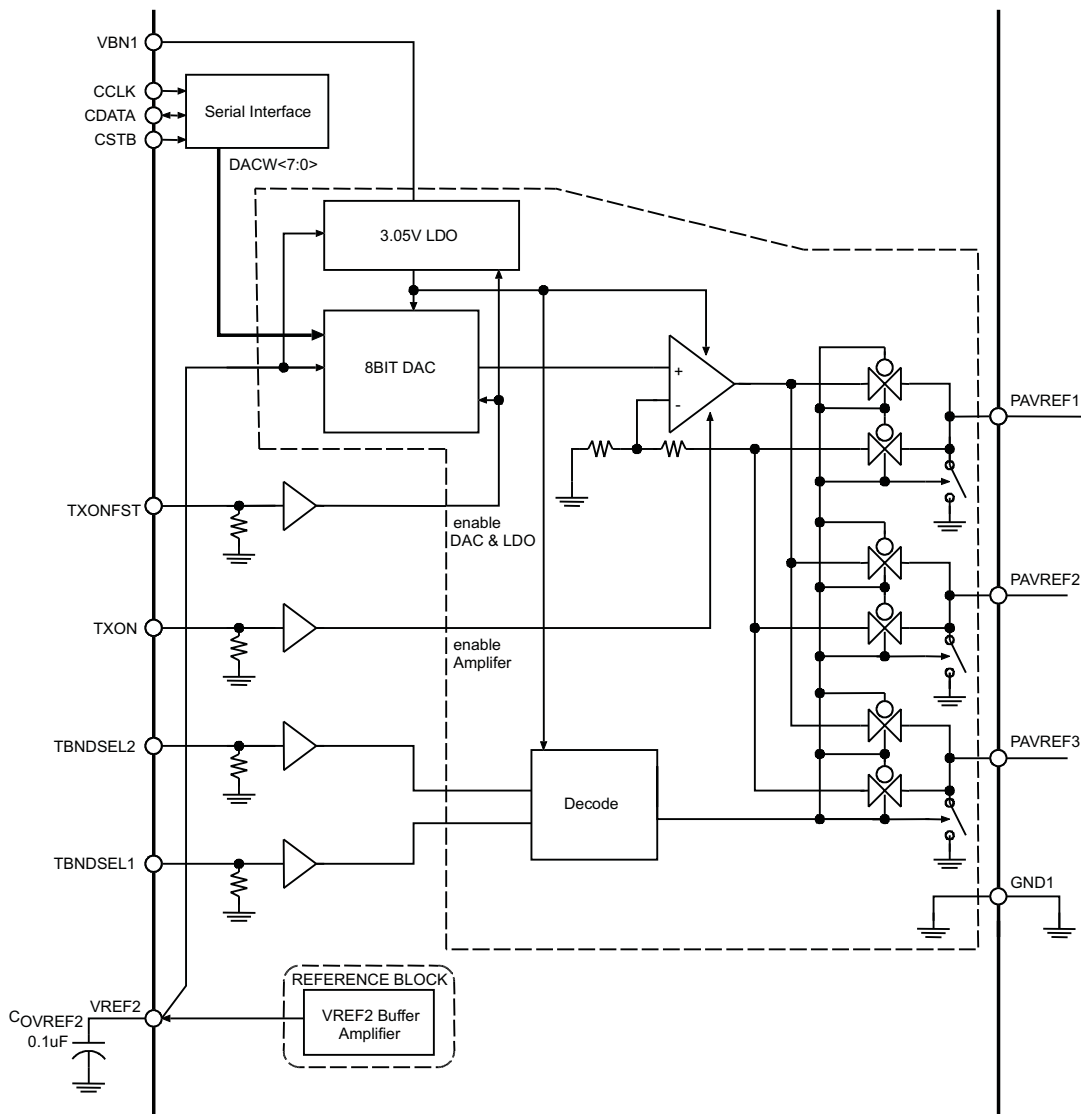 VBN1
CCLK
CDATA
CSTB
Serial Interface
DACW<7:0>
3.05V LDO
8BIT DAC
+
-
PAVREF1
TXONFST
enable
DAC & LDO
PAVREF2
TXON
enable
Amplifer
TBNDSEL2
PAVREF3
Decode
TBNDSEL1
GND1
REFERENCE BLOCK
VREF2
VREF2 Buffer
Amplifier
COVREF2
0.1uF